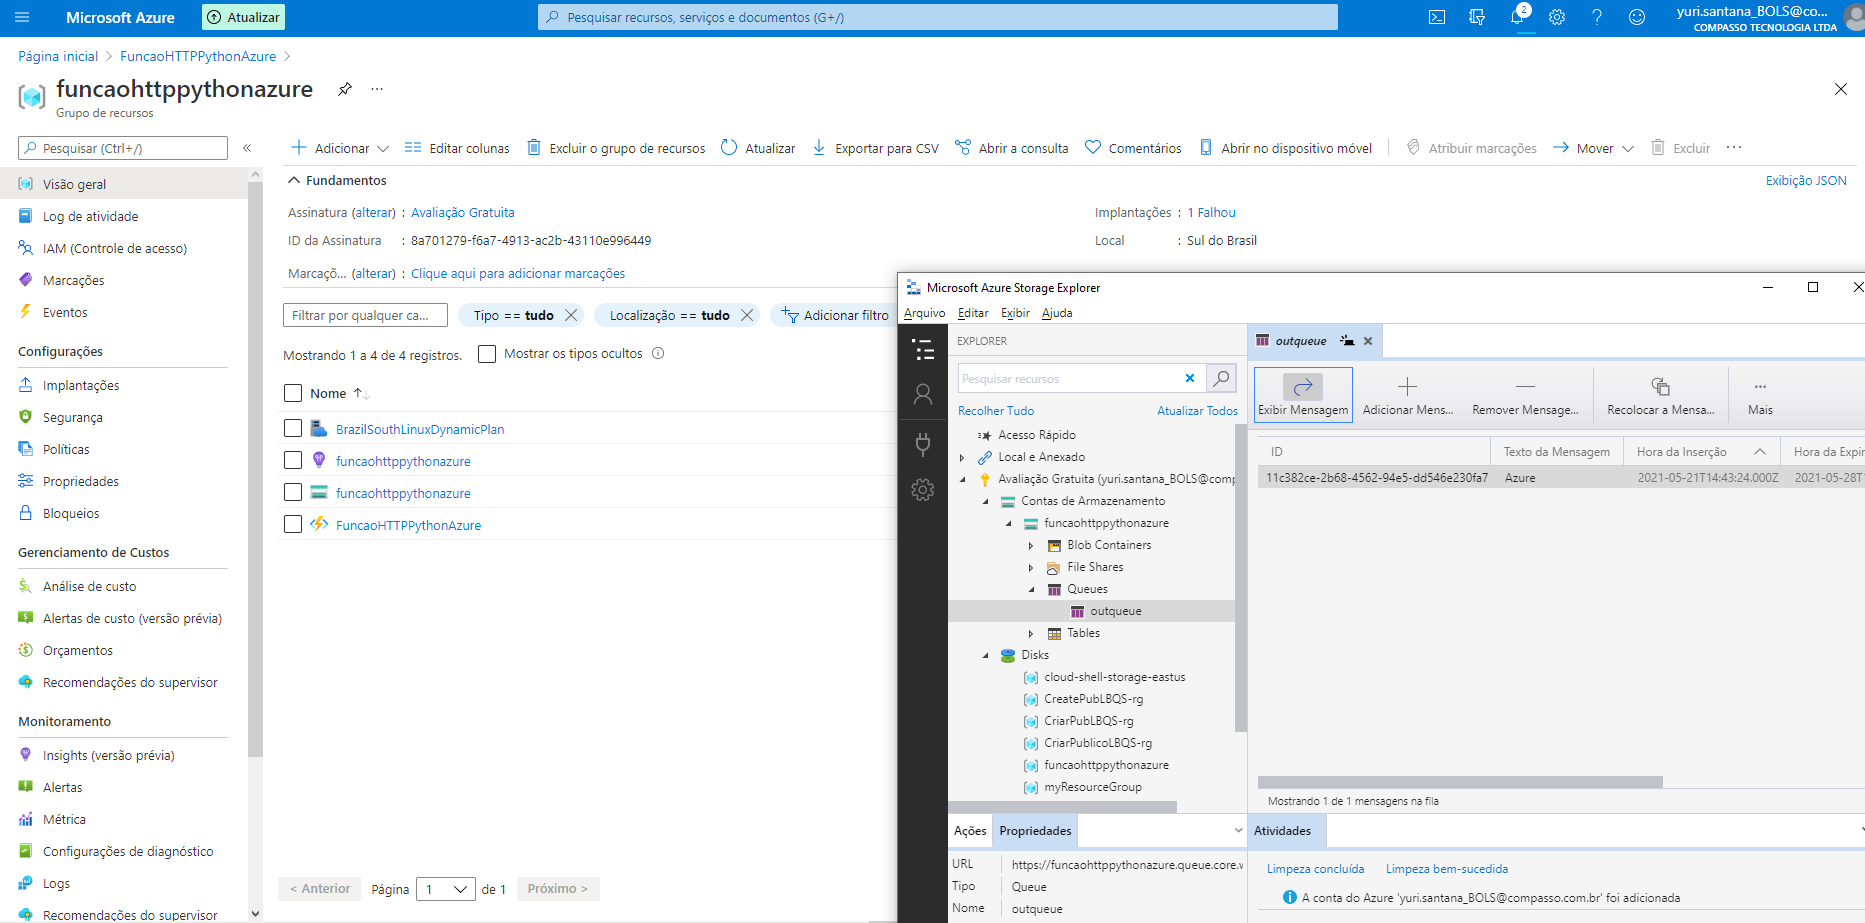 Microsoft Azure
Atualizar
Pesquisar recursos, serviços e documentos (G+/)
2
yuri.santana_BOLS@co...
COMPASSO TECNOLOGIA LTDA
Página inicial > FuncaoHTTPPythonAzure >
funcaohttppythonazure
...
Grupo de recursos
Pesquisar (Ctrl+/)
«
Adicionar
Editar colunas
Excluir o grupo de recursos
Atualizar
Exportar para CSV
Abrir a consulta
Comentários
Abrir no dispositivo móvel
Atribuir marcações
Mover
Excluir
...
Visão geral
Log de atividade
IAM (Controle de acesso)
Marcações
Eventos
Configurações
Implantações
Segurança
Políticas
Propriedades
Bloqueios
Gerenciamento de Custos
Análise de custo
Alertas de custo (versão prévia)
Orçamentos
Recomendações do supervisor
Monitoramento
Insights (versão prévia)
Alertas
Métrica
Configurações de diagnóstico
Logs
Recomendações do supervisor
Fundamentos
Exibição JSON
Assinatura (alterar) : Avaliação Gratuita
Implantações : 1 Falhou
ID da Assinatura : 8a701279-f6a7-4913-ac2b-43110e996449
Local : Sul do Brasil
Marcaçõ... (alterar) : Clique aqui para adicionar marcações
Filtrar por qualquer ca...
Tipo == tudo
Localização == tudo
Adicionar filtro
Mostrando 1 a 4 de 4 registros.
Mostrar os tipos ocultos
Nome ↑↓
BrazilSouthLinuxDynamicPlan
funcaohttppythonazure
funcaohttppythonazure
FuncaoHTTPPythonAzure
< Anterior
Página 1 de 1
Próximo >
Microsoft Azure Storage Explorer
Arquivo Editar Exibir Ajuda
EXPLORER
Pesquisar recursos
Recolher Tudo
Atualizar Todos
Acesso Rápido
Local e Anexado
Avaliação Gratuita (yuri.santana_BOLS@comp
Contas de Armazenamento
funcaohttppythonazure
Blob Containers
File Shares
Queues
outqueue
Tables
Disks
cloud-shell-storage-eastus
CreatePubLBQS-rg
CriarPubLBQS-rg
CriarPublicoLBQS-rg
funcaohttppythonazure
myResourceGroup
Ações
Propriedades
URL https://funcaohttppythonazure.queue.core.w
Tipo Queue
Nome outqueue
outqueue
Exibir Mensagem
Adicionar Mens...
Remover Mensage...
Recolocar a Mensa...
...
Mais
ID
Texto da Mensagem
Hora da Inserção
Hora da Expir
11c382ce-2b68-4562-94e5-dd546e230fa7
Azure
2021-05-21T14:43:24.000Z
2021-05-28T1
Mostrando 1 de 1 mensagens na fila
Atividades
Limpeza concluída
Limpeza bem-sucedida
A conta do Azure 'yuri.santana_BOLS@compasso.com.br' foi adicionada